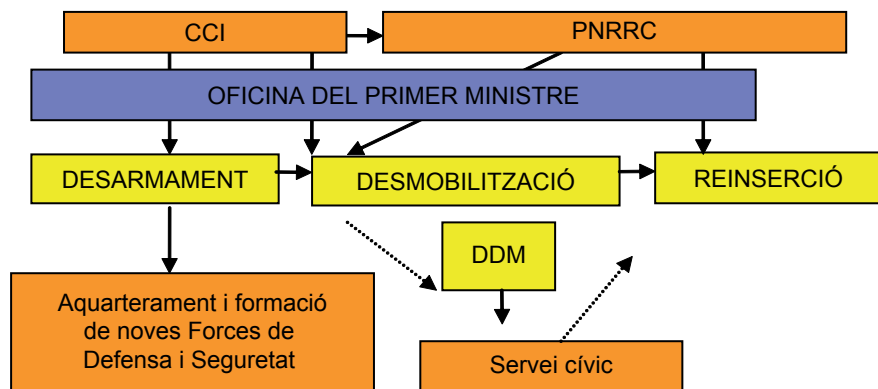 CCI
PNRRC
OFICINA DEL PRIMER MINISTRE
DESARMAMENT
DESMOBILITZACIÓ
REINSERCIÓ
DDM
Aquarterament i formació
de noves Forces de
Defensa i Seguretat
Servei cívic